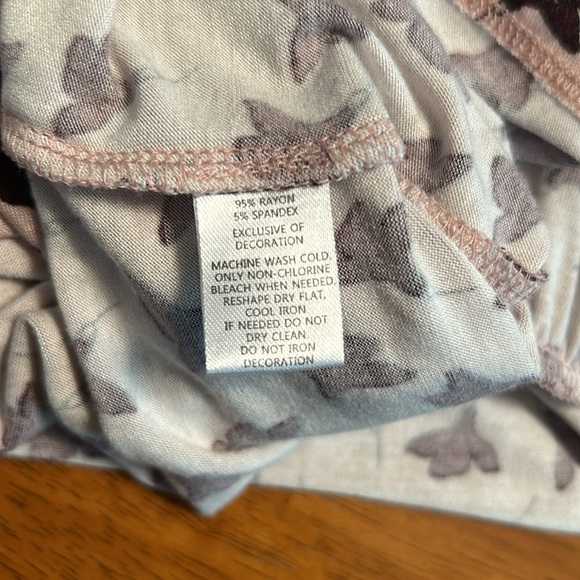 95% RAYON
5% SPANDEX
EXCLUSIVE OF
DECORATION
MACHINE WASH COLD,
ONLY NON-CHLORINE
BLEACH WHEN NEEDED,
RESHAPE DRY FLAT,
COOL IRON
IF NEEDED DO NOT
DRY CLEAN
DO NOT IRON
DECORATION